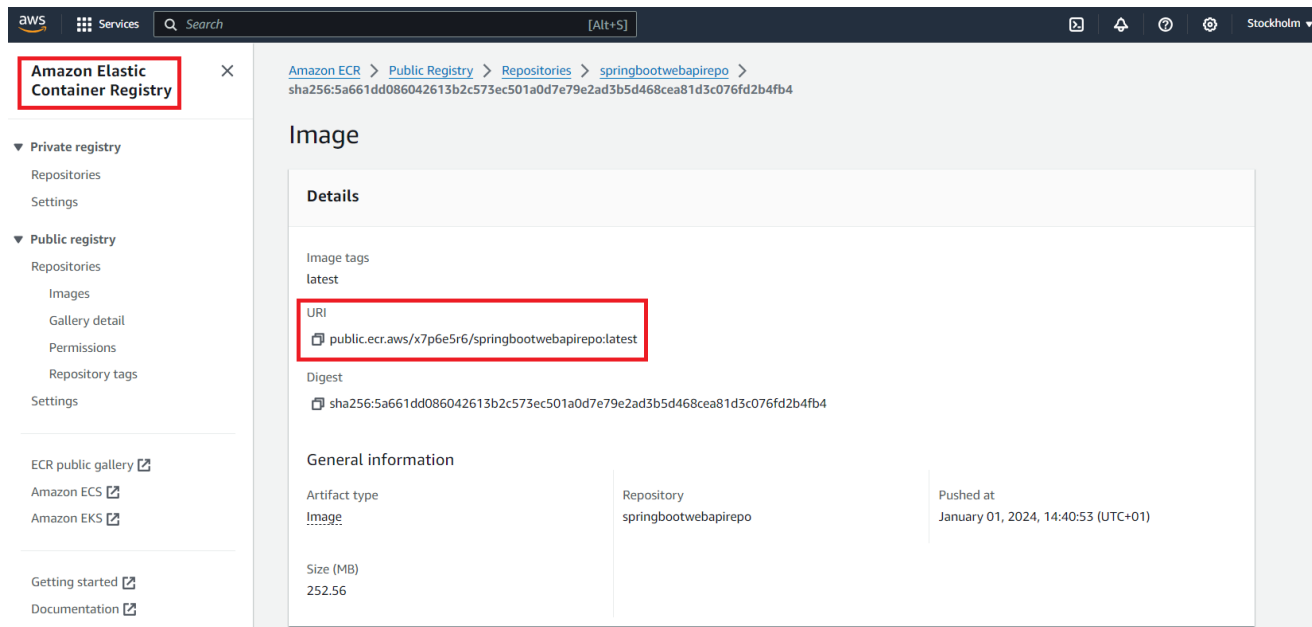 aws
Services
Search
[Alt+S]
Stockholm
Amazon Elastic
Container Registry
Private registry
Repositories
Settings
Public registry
Repositories
Images
Gallery detail
Permissions
Repository tags
Settings
ECR public gallery
Amazon ECS
Amazon EKS
Getting started
Documentation
Amazon ECR > Public Registry > Repositories > springbootwebapirepo >
sha256:5a661dd086042613b2c573ec501a0d7e79e2ad3b5d468cea81d3c076fd2b4fb4
Image
Details
Image tags
latest
URI
public.ecr.aws/x7p6e5r6/springbootwebapirepo:latest
Digest
sha256:5a661dd086042613b2c573ec501a0d7e79e2ad3b5d468cea81d3c076fd2b4fb4
General information
Artifact type
Image
Repository
springbootwebapirepo
Pushed at
January 01, 2024, 14:40:53 (UTC+01)
Size (MB)
252.56